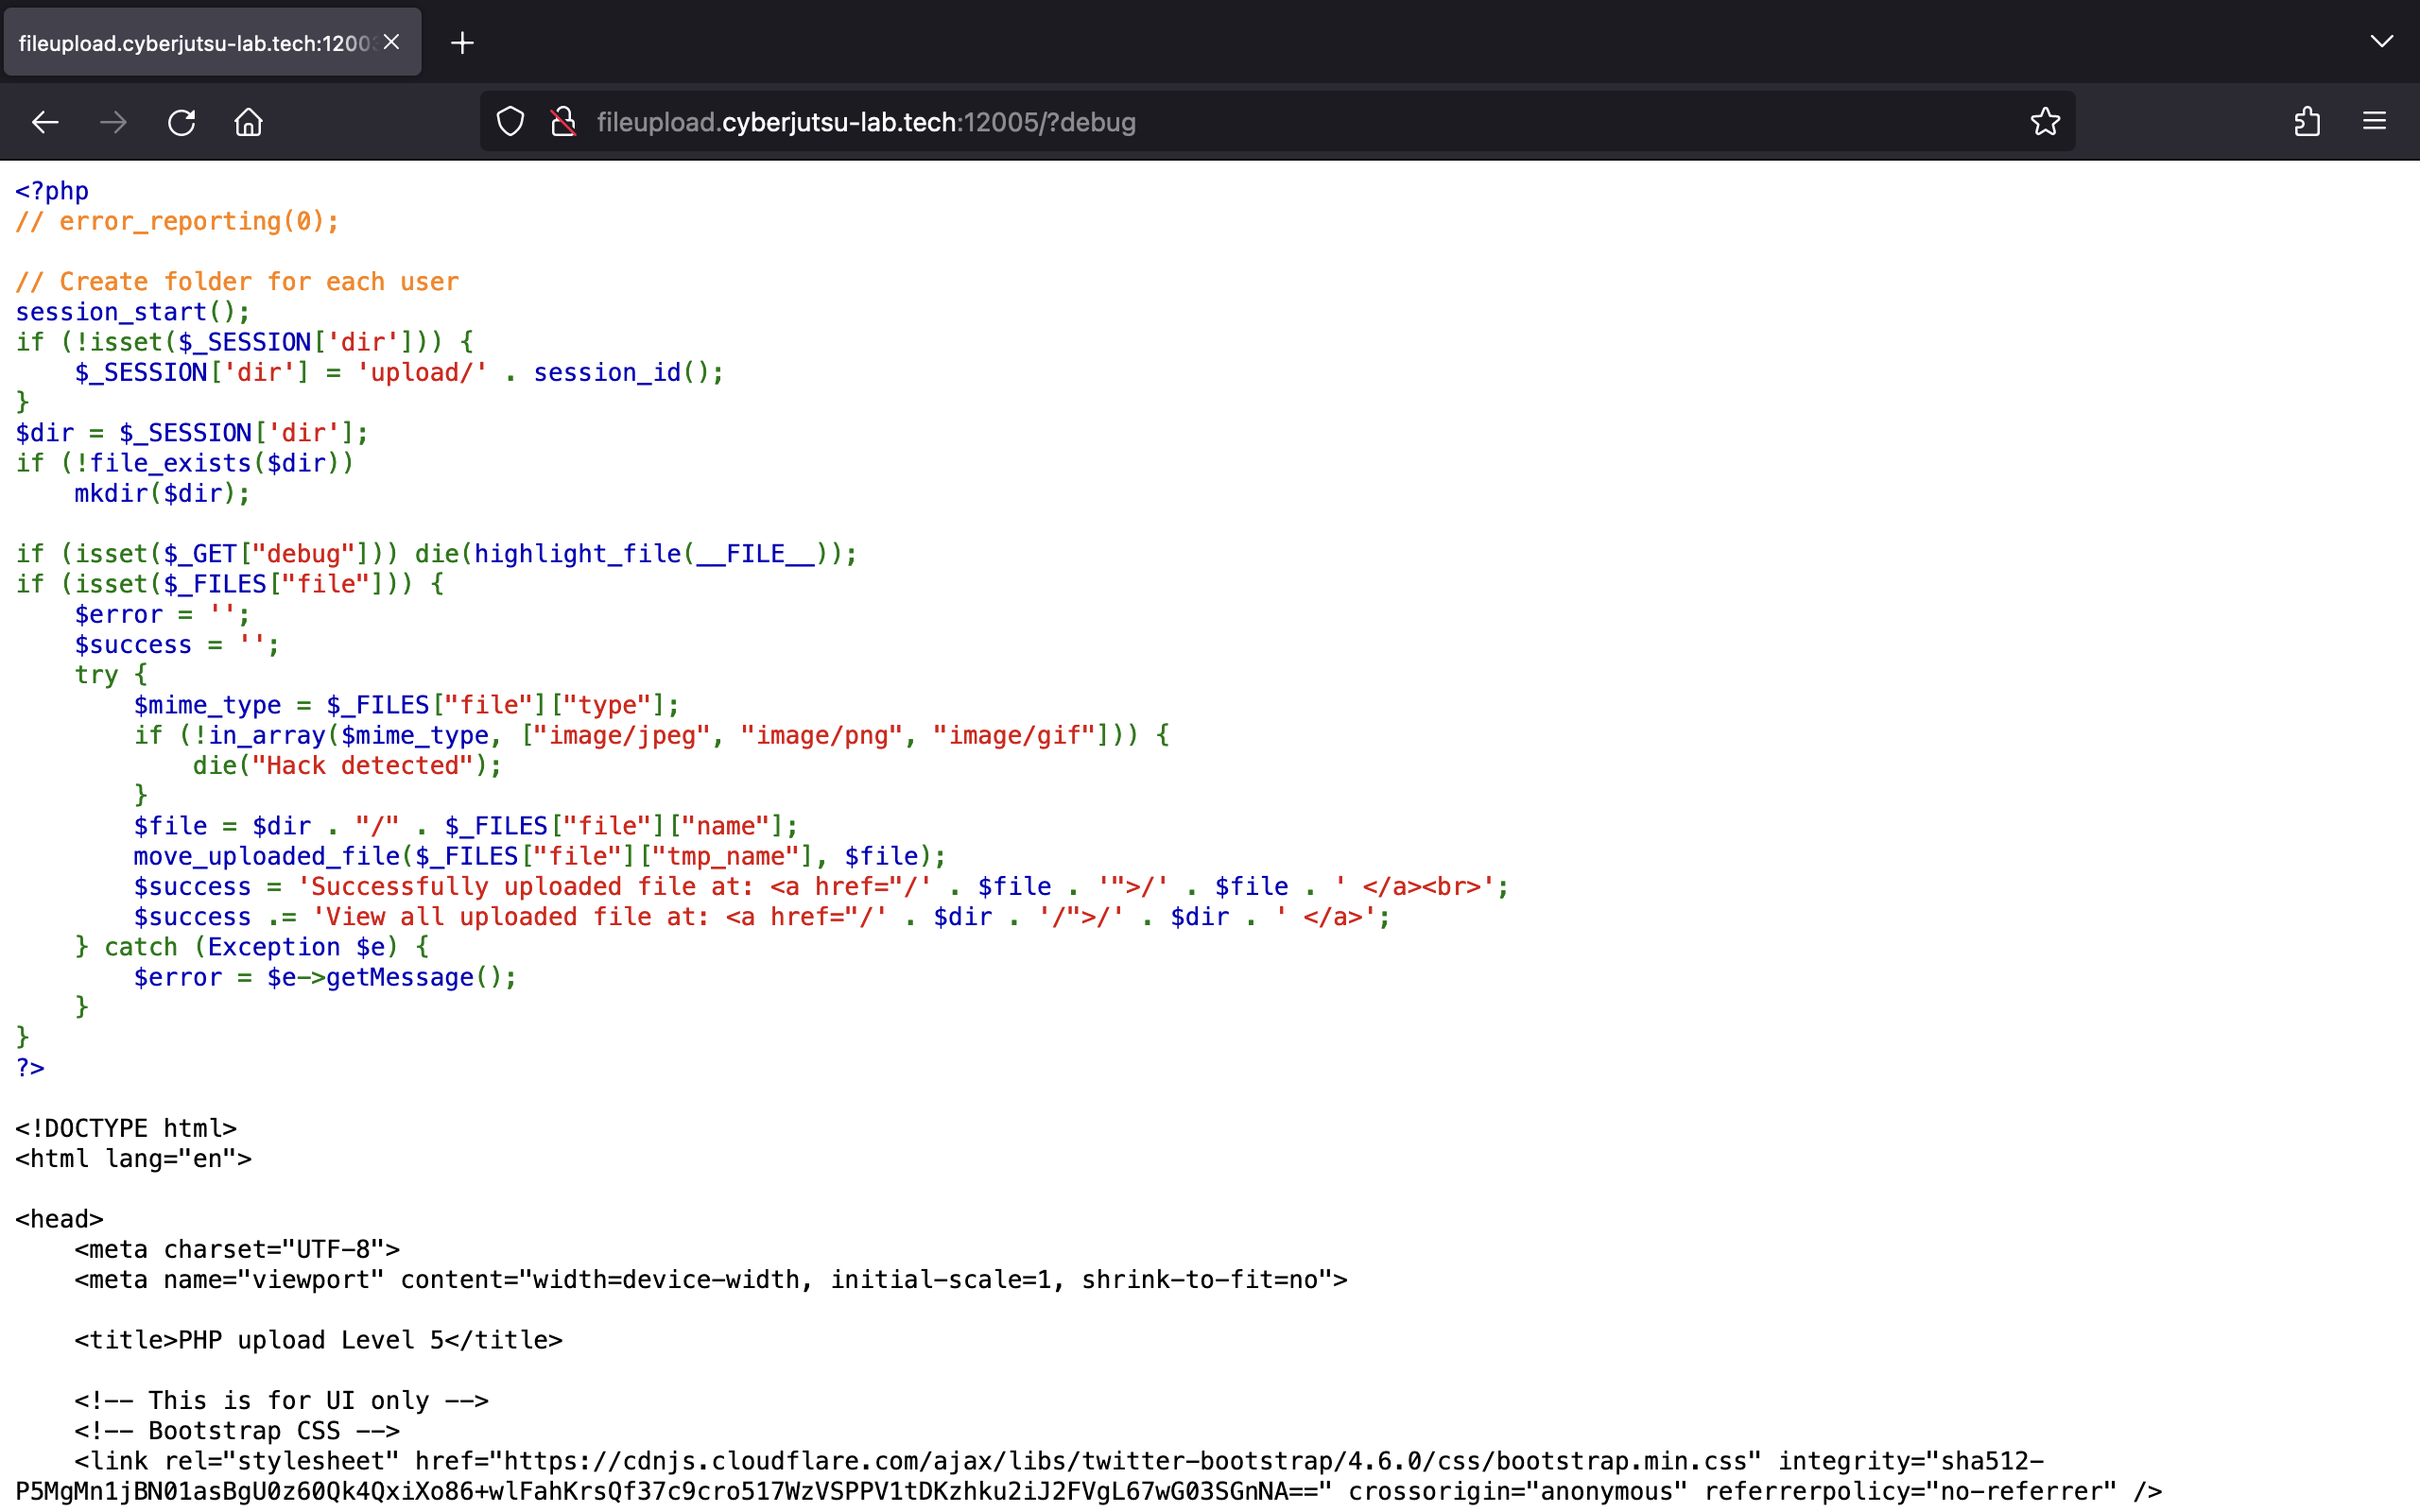 fileupload.cyberjutsu-lab.tech:1200
fileupload.cyberjutsu-lab.tech:12005/?debug
<?php
// error_reporting(0);
// Create folder for each user
session_start();
if (!isset($_SESSION['dir'])) {
    $_SESSION['dir'] = 'upload/' . session_id();
}
$dir = $_SESSION['dir'];
if (!file_exists($dir))
    mkdir($dir);
if (isset($_GET["debug"])) die(highlight_file(__FILE__));
if (isset($_FILES["file"])) {
    $error = '';
    $success = '';
    try {
        $mime_type = $_FILES["file"]["type"];
        if (!in_array($mime_type, ["image/jpeg", "image/png", "image/gif"])) {
            die("Hack detected");
        }
        $file = $dir . "/" . $_FILES["file"]["name"];
        move_uploaded_file($_FILES["file"]["tmp_name"], $file);
        $success = 'Successfully uploaded file at: <a href="/' . $file . '">/' . $file . ' </a><br>';
        $success .= 'View all uploaded file at: <a href="/' . $dir . '/">/' . $dir . ' </a>';
    } catch (Exception $e) {
        $error = $e->getMessage();
    }
}
?>
<!DOCTYPE html>
<html lang="en">
<head>
    <meta charset="UTF-8">
    <meta name="viewport" content="width=device-width, initial-scale=1, shrink-to-fit=no">
    <title>PHP upload Level 5</title>
    <!-- This is for UI only -->
    <!-- Bootstrap CSS -->
    <link rel="stylesheet" href="https://cdnjs.cloudflare.com/ajax/libs/twitter-bootstrap/4.6.0/css/bootstrap.min.css" integrity="sha512-
P5MgMn1jBN01asBgU0z60Qk4QxiXo86+wlFahKrsQf37c9cro517WzVSPPV1tDKzhku2iJ2FVgL67wG03SGnNA==" crossorigin="anonymous" referrerpolicy="no-referrer" />